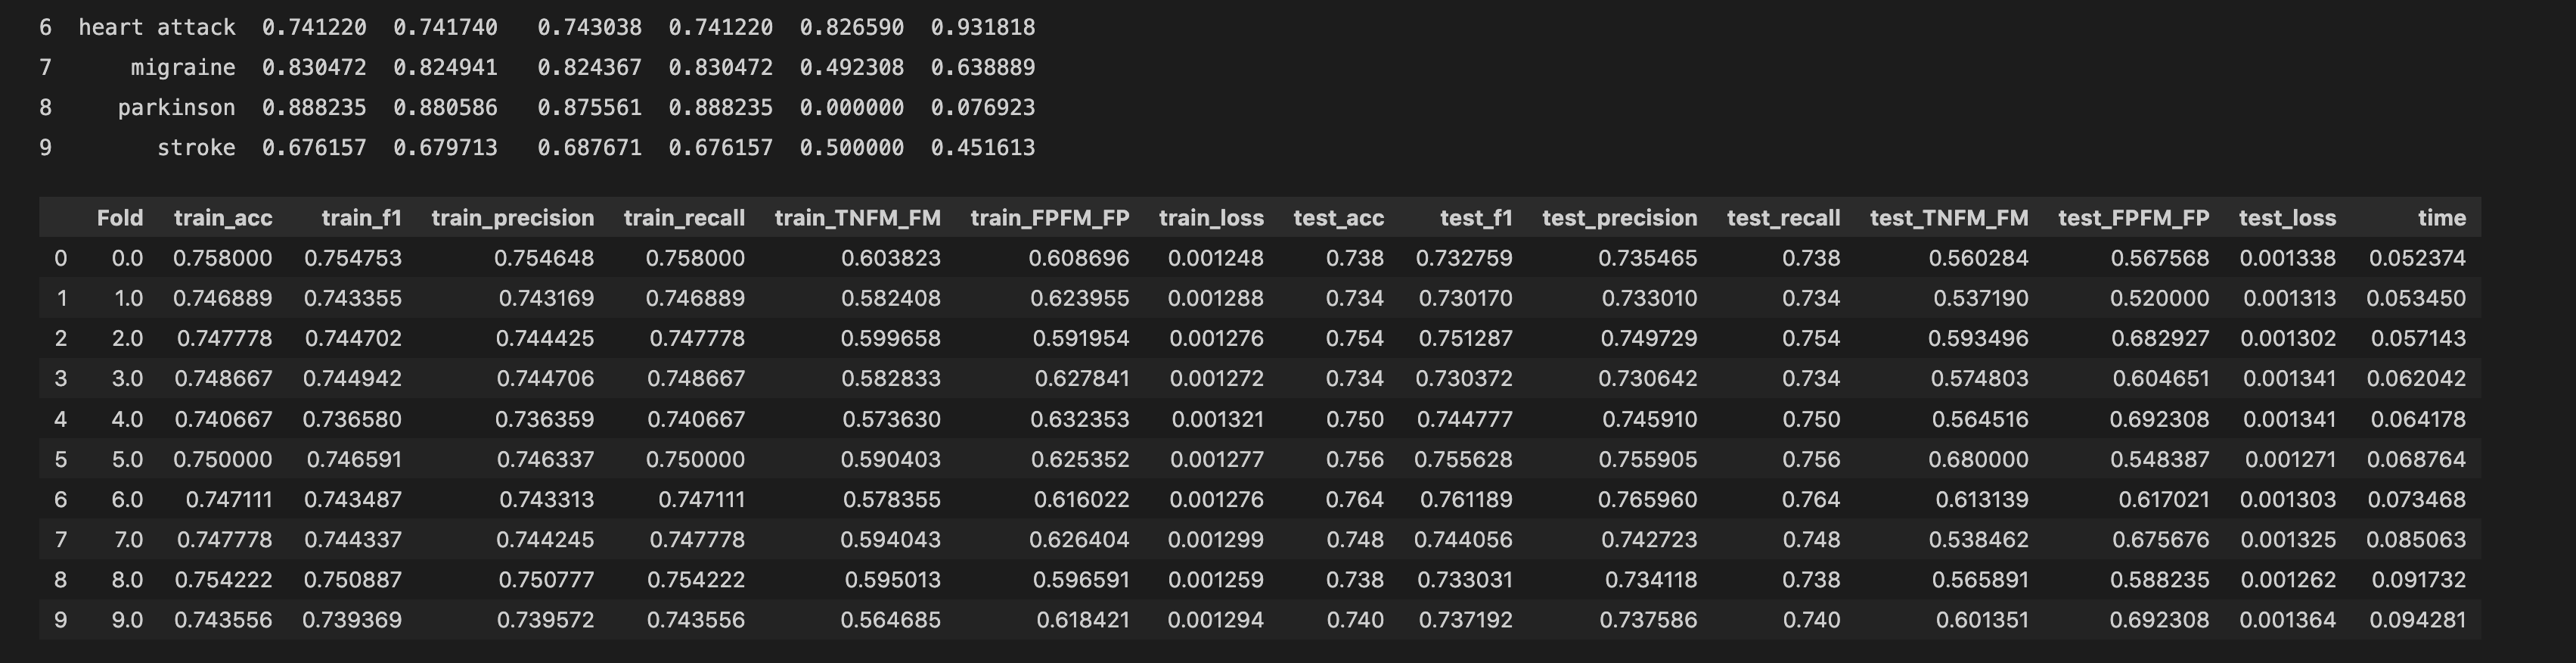 6 heart attack 0.741220 0.741740 0.743038 0.741220 0.826590 0.931818
7 migraine 0.830472 0.824941 0.824367 0.830472 0.492308 0.638889
8 parkinson 0.888235 0.880586 0.875561 0.888235 0.000000 0.076923
9 stroke 0.676157 0.679713 0.687671 0.676157 0.500000 0.451613
Fold train_acc train_f1 train_precision train_recall train_TNFM_FM train_FPFM_FP train_loss test_acc test_f1 test_precision test_recall test_TNFM_FM test_FPFM_FP test_loss time
0 0.0 0.758000 0.754753 0.754648 0.758000 0.603823 0.608696 0.001248 0.738 0.732759 0.735465 0.738 0.560284 0.567568 0.001338 0.052374
1 1.0 0.746889 0.743355 0.743169 0.746889 0.582408 0.623955 0.001288 0.734 0.730170 0.733010 0.734 0.537190 0.520000 0.001313 0.053450
2 2.0 0.747778 0.744702 0.744425 0.747778 0.599658 0.591954 0.001276 0.754 0.751287 0.749729 0.754 0.593496 0.682927 0.001302 0.057143
3 3.0 0.748667 0.744942 0.744706 0.748667 0.582833 0.627841 0.001272 0.734 0.730372 0.730642 0.734 0.574803 0.604651 0.001341 0.062042
4 4.0 0.740667 0.736580 0.736359 0.740667 0.573630 0.632353 0.001321 0.750 0.744777 0.745910 0.750 0.564516 0.692308 0.001341 0.064178
5 5.0 0.750000 0.746591 0.746337 0.750000 0.590403 0.625352 0.001277 0.756 0.755628 0.755905 0.756 0.680000 0.548387 0.001271 0.068764
6 6.0 0.747111 0.743487 0.743313 0.747111 0.578355 0.616022 0.001276 0.764 0.761189 0.765960 0.764 0.613139 0.617021 0.001303 0.073468
7 7.0 0.747778 0.744337 0.744245 0.747778 0.594043 0.626404 0.001299 0.748 0.744056 0.742723 0.748 0.538462 0.675676 0.001325 0.085063
8 8.0 0.754222 0.750887 0.750777 0.754222 0.595013 0.596591 0.001259 0.738 0.733031 0.734118 0.738 0.565891 0.588235 0.001262 0.091732
9 9.0 0.743556 0.739369 0.739572 0.743556 0.564685 0.618421 0.001294 0.740 0.737192 0.737586 0.740 0.601351 0.692308 0.001364 0.094281